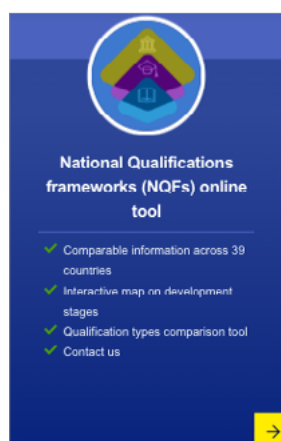 National Qualifications
frameworks (NQFs) online
tool
Comparable information across 39
countries
Interactive map on development
stages
Qualification types comparison tool
Contact us